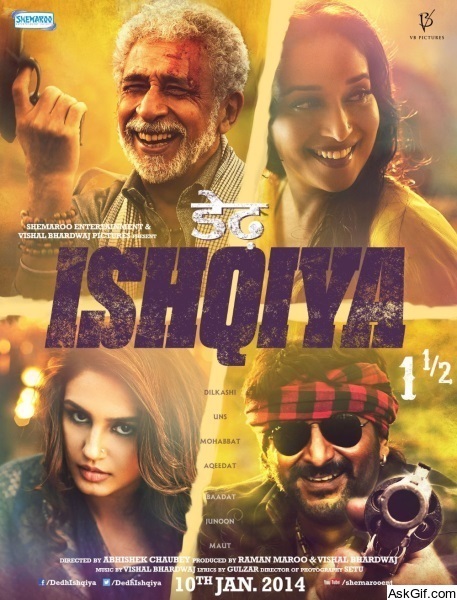 SHEMAROO
VB PICTURES
SHEMAROO ENTERTAINMENT &
VISHAL BHARDWAJ PICTURES PRESENT
डेढ़
ISHQIYA
1 1/2
DILKASHI
UNS
MOHABBAT
AQEEDAT
IBAADAT
JUNOON
MAUT
DIRECTED BY ABHISHEK CHAUBEY PRODUCED BY RAMAN MAROO & VISHAL BHARDWAJ
MUSIC BY VISHAL BHARDWAJ LYRICS BY GULZAR DIRECTOR OF PHOTOGRAPHY SETU
/DedhIshqiya /DedhIshqiya 10TH JAN. 2014 YouTube /shemarooent
AskGif.com